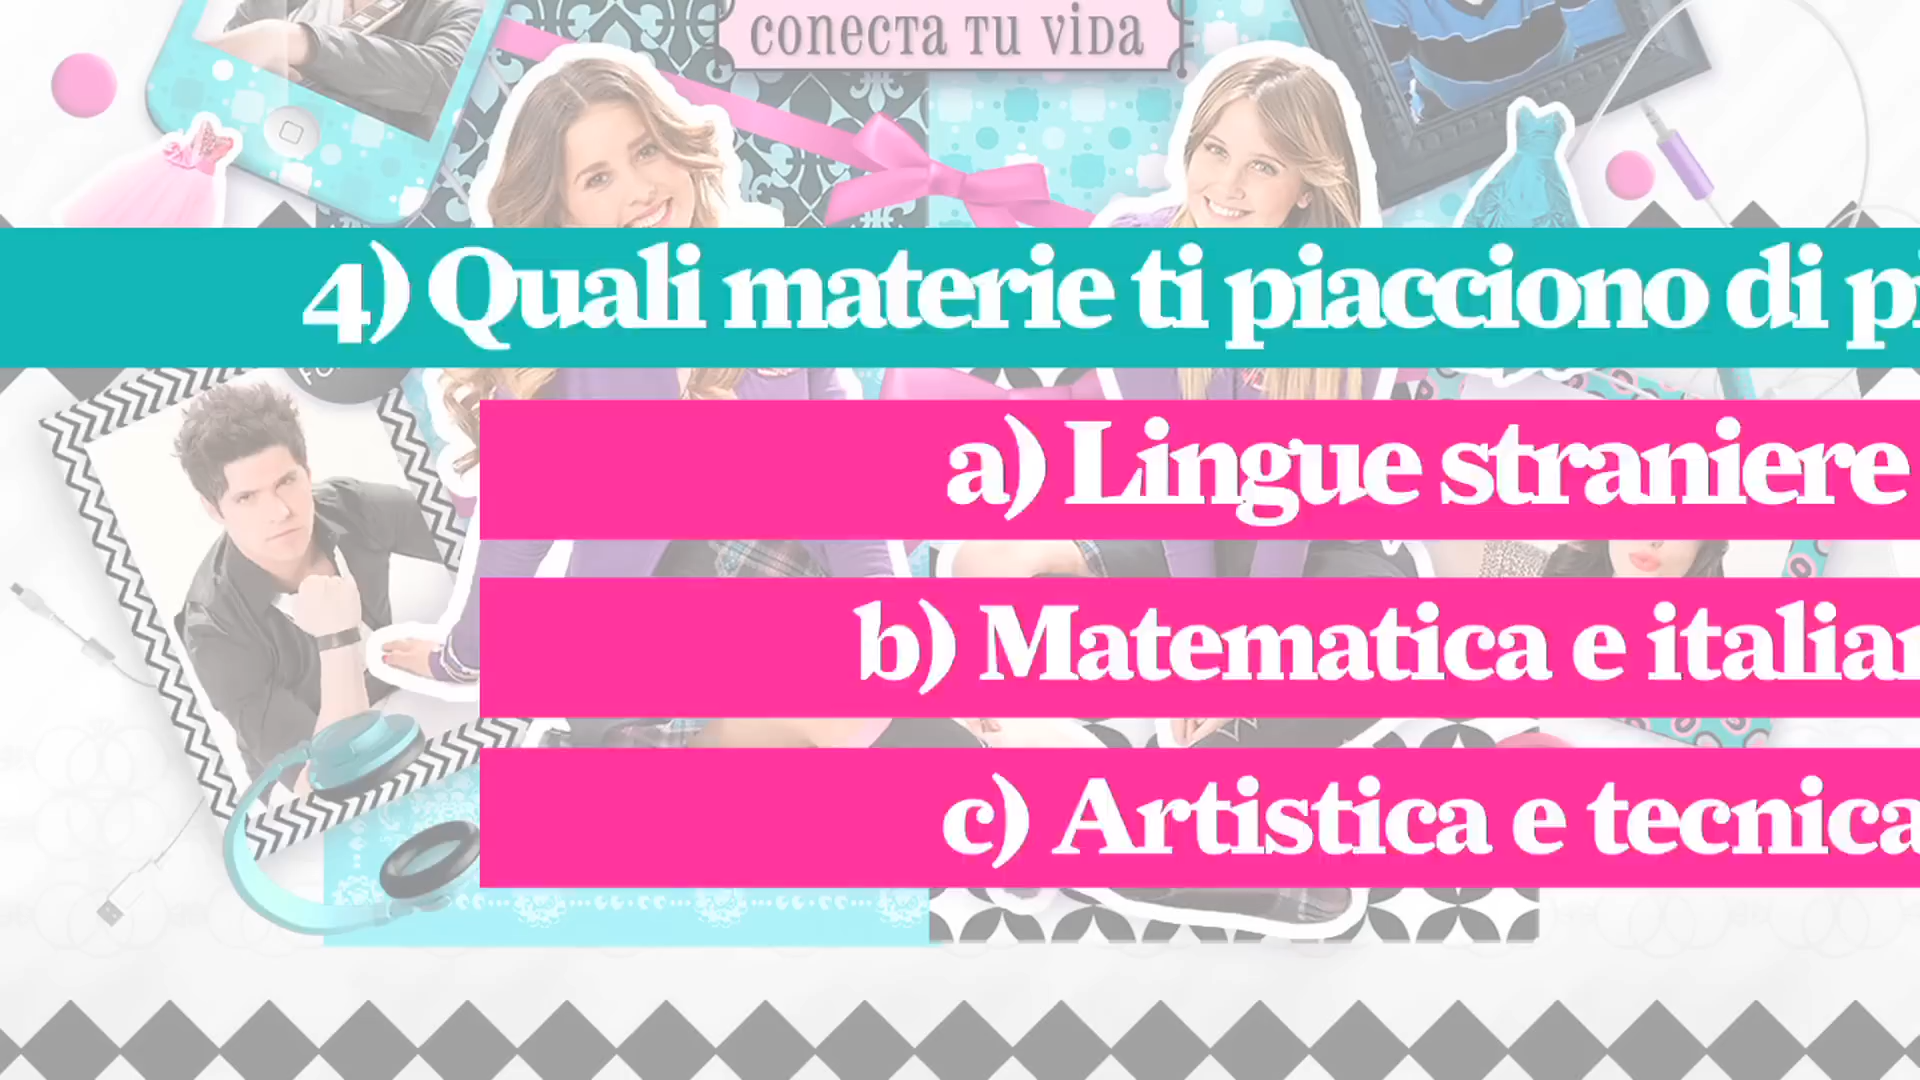 conecta tu vida
4) Quali materie ti piacciono di
a) Lingue straniere
b) Matematica e
c) Artistica e tecnica